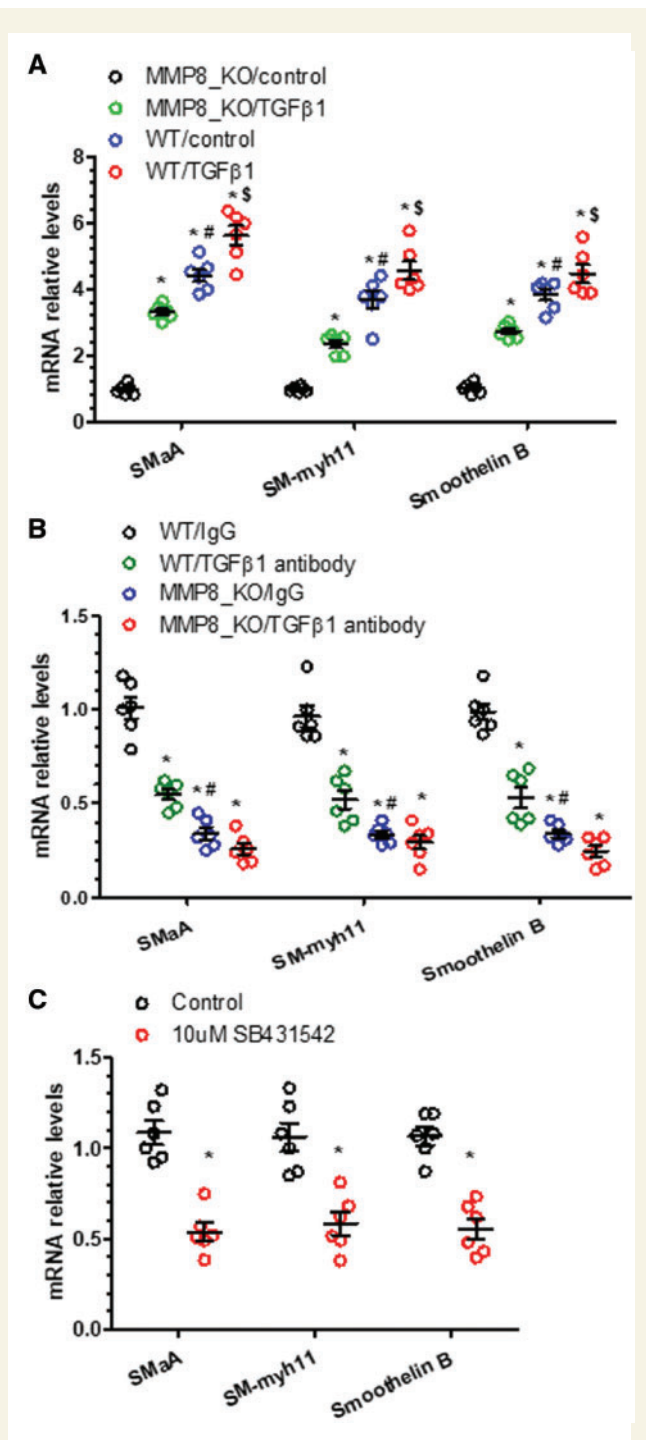 A
MMP8_KO/control
MMP8_KO/TGFβ1
WT/control
WT/TGFβ1
mRNA relative levels
8
6
4
2
0
*
* #
* $
*
* #
* $
*
* #
* $
SMaA
SM-myh11
Smoothelin B
B
WT/IgG
WT/TGFβ1 antibody
MMP8_KO/IgG
MMP8_KO/TGFβ1 antibody
mRNA relative levels
1.5
1.0
0.5
0.0
*
* #
*
*
* #
*
*
* #
*
SMaA
SM-myh11
Smoothelin B
C
Control
10uM SB431542
mRNA relative levels
1.5
1.0
0.5
0.0
*
*
*
SMaA
SM-myh11
Smoothelin B